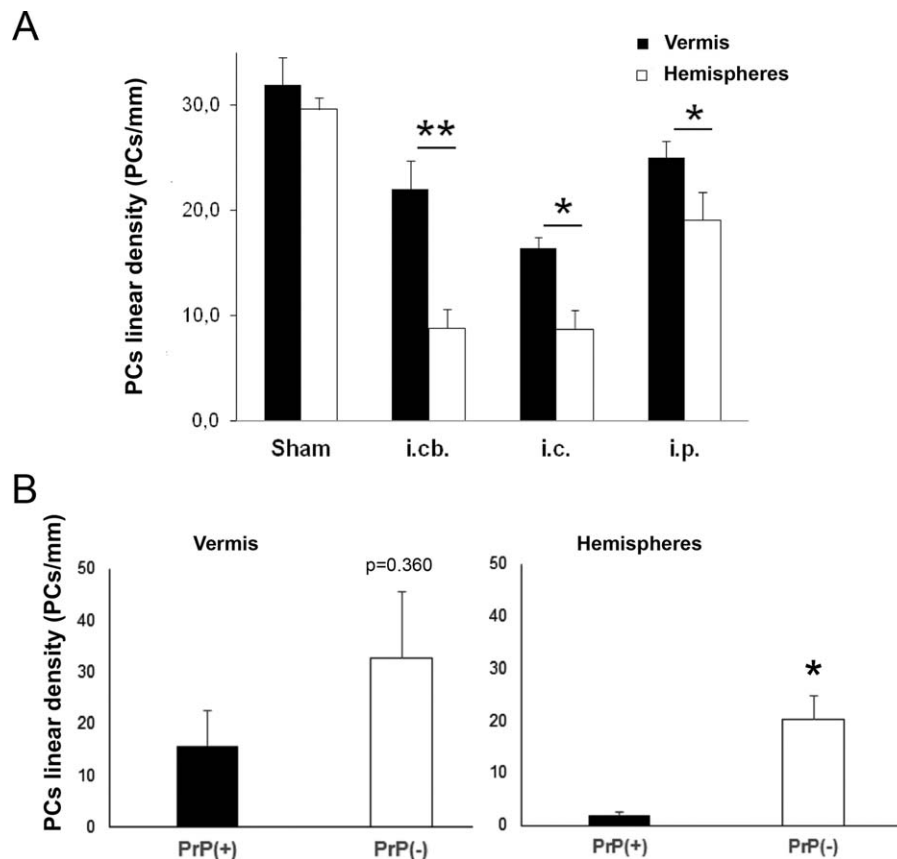 A
Vermis
Hemispheres
PCs linear density (PCs/mm)
30,0
20,0
10,0
0,0
**
*
*
Sham
i.cb.
i.c.
i.p.
B
PCs linear density (PCs/mm)
Vermis
p=0.360
50
40
30
20
10
0
PrP(+)
PrP(-)
Hemispheres
50
40
30
20
10
0
*
PrP(+)
PrP(-)